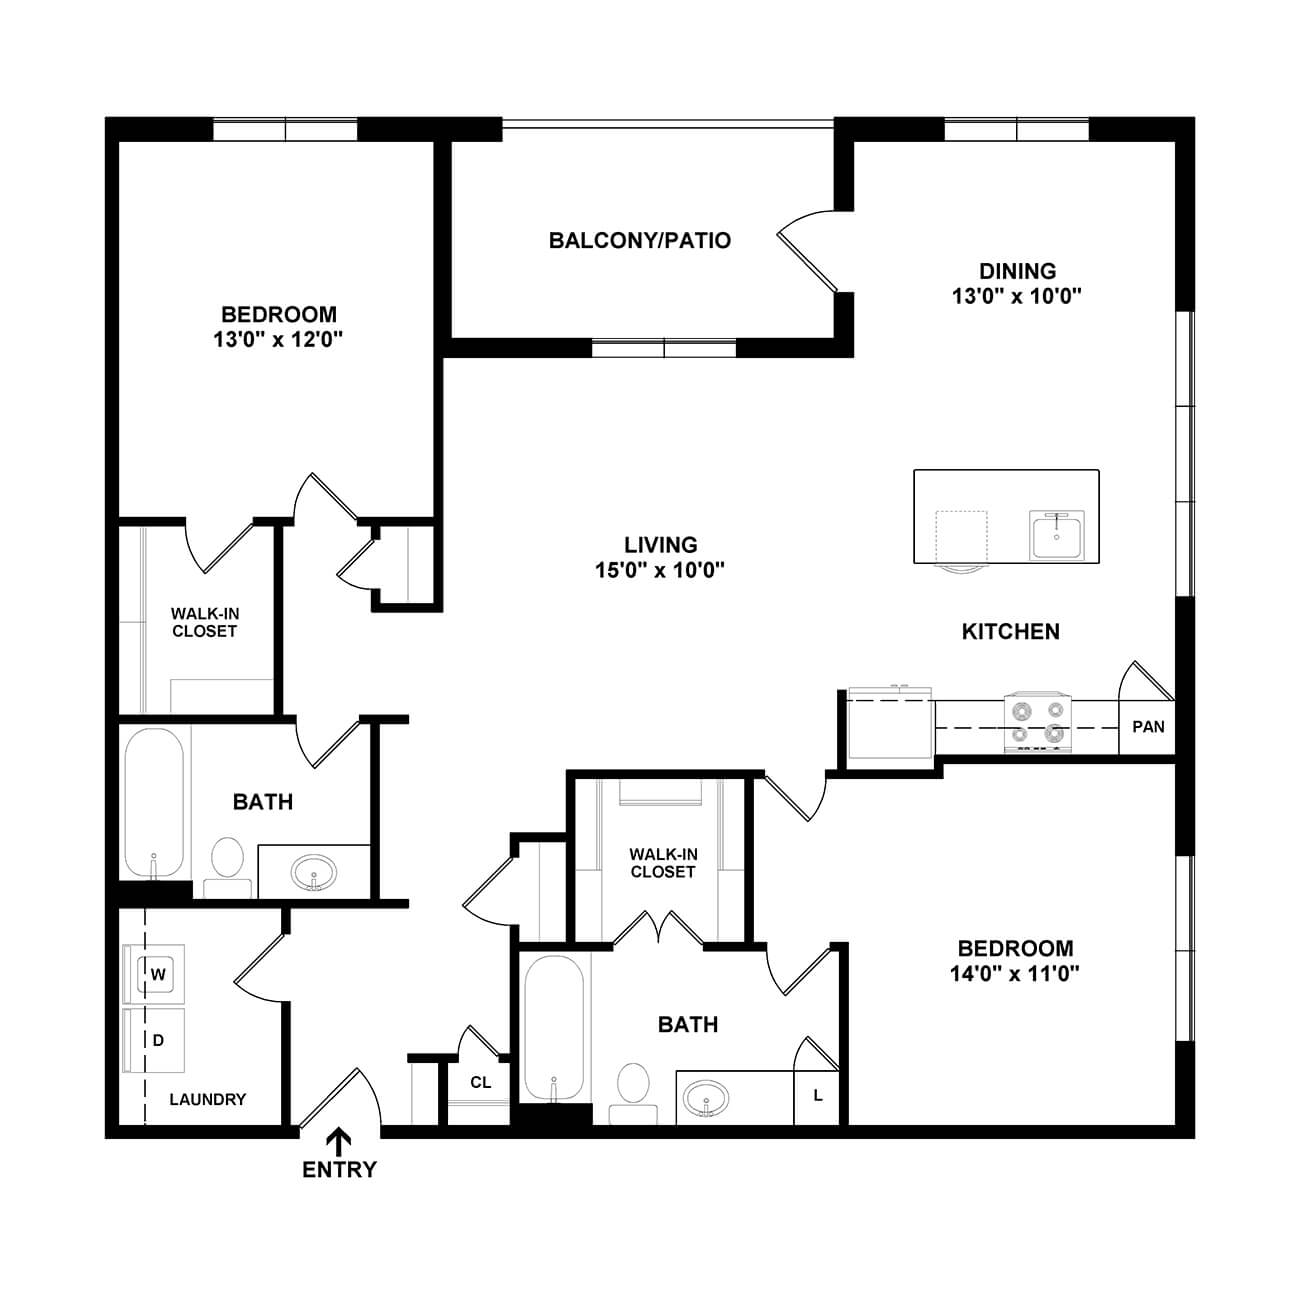 BALCONY/PATIO
DINING
13'0" x 10'0"
BEDROOM
13'0" x 12'0"
LIVING
15'0" x 10'0"
WALK-IN
CLOSET
KITCHEN
PAN
BATH
WALK-IN
CLOSET
BEDROOM
14'0" x 11'0"
W
D
BATH
CL
L
LAUNDRY
ENTRY